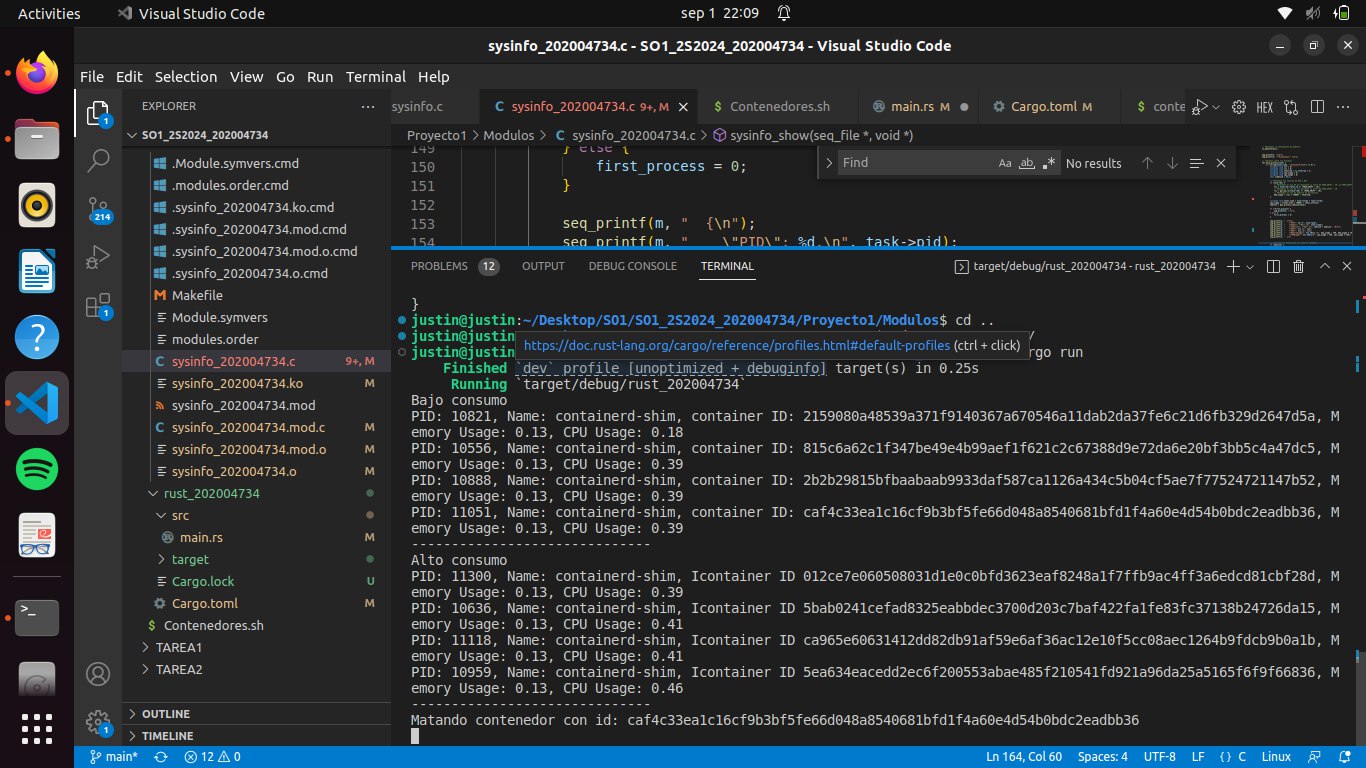 Activities
Visual Studio Code
sep 1 22:09
sysinfo_202004734.c - SO1_2S2024_202004734 - Visual Studio Code
File Edit Selection View Go Run Terminal Help
EXPLORER
sysinfo.c
C sysinfo_202004734.c 9+, M
$ Contenedores.sh
main.rs M
Cargo.toml M
$ conte
HEX
SO1_2S2024_202004734
Proyecto1 > Modulos > C sysinfo_202004734.c > sysinfo_show(seq_file *, void *)
.Module.symvers.cmd
.modules.order.cmd
.sysinfo_202004734.ko.cmd
.sysinfo_202004734.mod.cmd
.sysinfo_202004734.mod.o.cmd
.sysinfo_202004734.o.cmd
M Makefile
Module.symvers
modules.order
C sysinfo_202004734.c 9+, M
sysinfo_202004734.ko M
sysinfo_202004734.mod
C sysinfo_202004734.mod.c M
sysinfo_202004734.mod.o M
sysinfo_202004734.o M
rust_202004734
src
main.rs M
target
Cargo.lock U
Cargo.toml M
$ Contenedores.sh
TAREA1
TAREA2
OUTLINE
TIMELINE
1
214
1
1
149 } else {
150 first_process = 0;
151 }
152
153 seq_printf(m, "  {\n");
154 seq_printf(m, "    \"PID\": %d,\n", task->pid);
Find
Aa ab .*
No results
PROBLEMS 12 OUTPUT DEBUG CONSOLE TERMINAL
target/debug/rust_202004734 - rust_202004734
}
justin@justin:~/Desktop/SO1/SO1_2S2024_202004734/Proyecto1/Modulos$ cd ..
justin@justin:
https://doc.rust-lang.org/cargo/reference/profiles.html#default-profiles (ctrl + click)
justin@justin: rgo run
Finished `dev` profile [unoptimized + debuginfo] target(s) in 0.25s
Running `target/debug/rust_202004734`
Bajo consumo
PID: 10821, Name: containerd-shim, container ID: 2159080a48539a371f9140367a670546a11dab2da37fe6c21d6fb329d2647d5a, M
emory Usage: 0.13, CPU Usage: 0.18
PID: 10556, Name: containerd-shim, container ID: 815c6a62c1f347be49e4b99aef1f621c2c67388d9e72da6e20bf3bb5c4a47dc5, M
emory Usage: 0.13, CPU Usage: 0.39
PID: 10888, Name: containerd-shim, container ID: 2b2b29815bfbaabaab9933daf587ca1126a434c5b04cf5ae7f77524721147b52, M
emory Usage: 0.13, CPU Usage: 0.39
PID: 11051, Name: containerd-shim, container ID: caf4c33ea1c16cf9b3bf5fe66d048a8540681bfd1f4a60e4d54b0bdc2eadbb36, M
emory Usage: 0.13, CPU Usage: 0.39
------------------------------
Alto consumo
PID: 11300, Name: containerd-shim, Icontainer ID 012ce7e060508031d1e0c0bfd3623eaf8248a1f7ffb9ac4ff3a6edcd81cbf28d, M
emory Usage: 0.13, CPU Usage: 0.39
PID: 10636, Name: containerd-shim, Icontainer ID 5bab0241cefad8325eabbdec3700d203c7baf422fa1fe83fc37138b24726da15, M
emory Usage: 0.13, CPU Usage: 0.41
PID: 11118, Name: containerd-shim, Icontainer ID ca965e60631412dd82db91af59e6af36ac12e10f5cc08aec1264b9fdcb9b0a1b, M
emory Usage: 0.13, CPU Usage: 0.41
PID: 10959, Name: containerd-shim, Icontainer ID 5ea634eacedd2ec6f200553abae485f210541fd921a96da25a5165f6f9f66836, M
emory Usage: 0.13, CPU Usage: 0.46
------------------------------
Matando contenedor con id: caf4c33ea1c16cf9b3bf5fe66d048a8540681bfd1f4a60e4d54b0bdc2eadbb36
main* 12 0
Ln 164, Col 60 Spaces: 4 UTF-8 LF { } C Linux